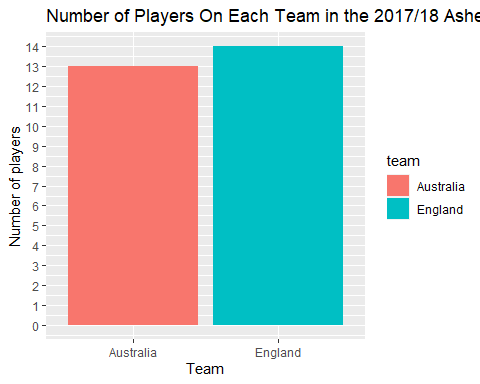 Number of Players On Each Team in the 2017/18 Ashe
14
13
12
11
10
9
8
7
6
5
4
3
2
1
0
Number of players
Australia England
Team
team
Australia
England